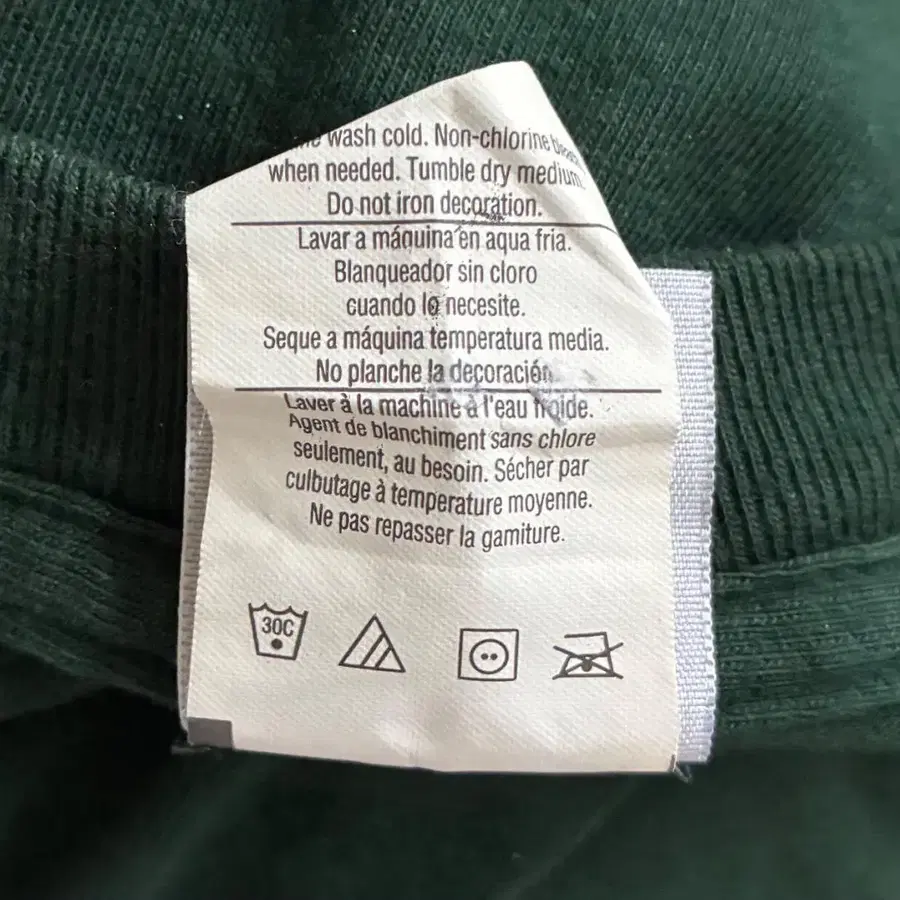 wash cold. Non-chlorine
when needed. Tumble dry medium.
Do not iron decoration.
Lavar a máquina en aqua fria.
Blanqueador sin cloro
cuando lo necesite.
Seque a máquina temperatura media.
No planche la decoración.
Laver à la machine à l'eau froide.
Agent de blanchiment sans chlore
seulement, au besoin. Sécher par
culbutage à temperature moyenne.
Ne pas repasser la gamiture.
30C